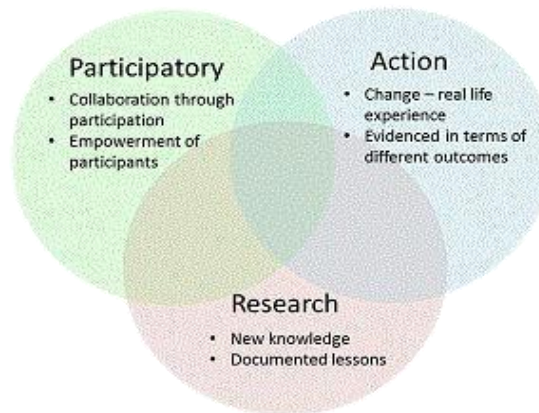 Participatory
• Collaboration through
participation
• Empowerment of
participants
Action
• Change – real life
experience
• Evidenced in terms of
different outcomes
Research
• New knowledge
• Documented lessons